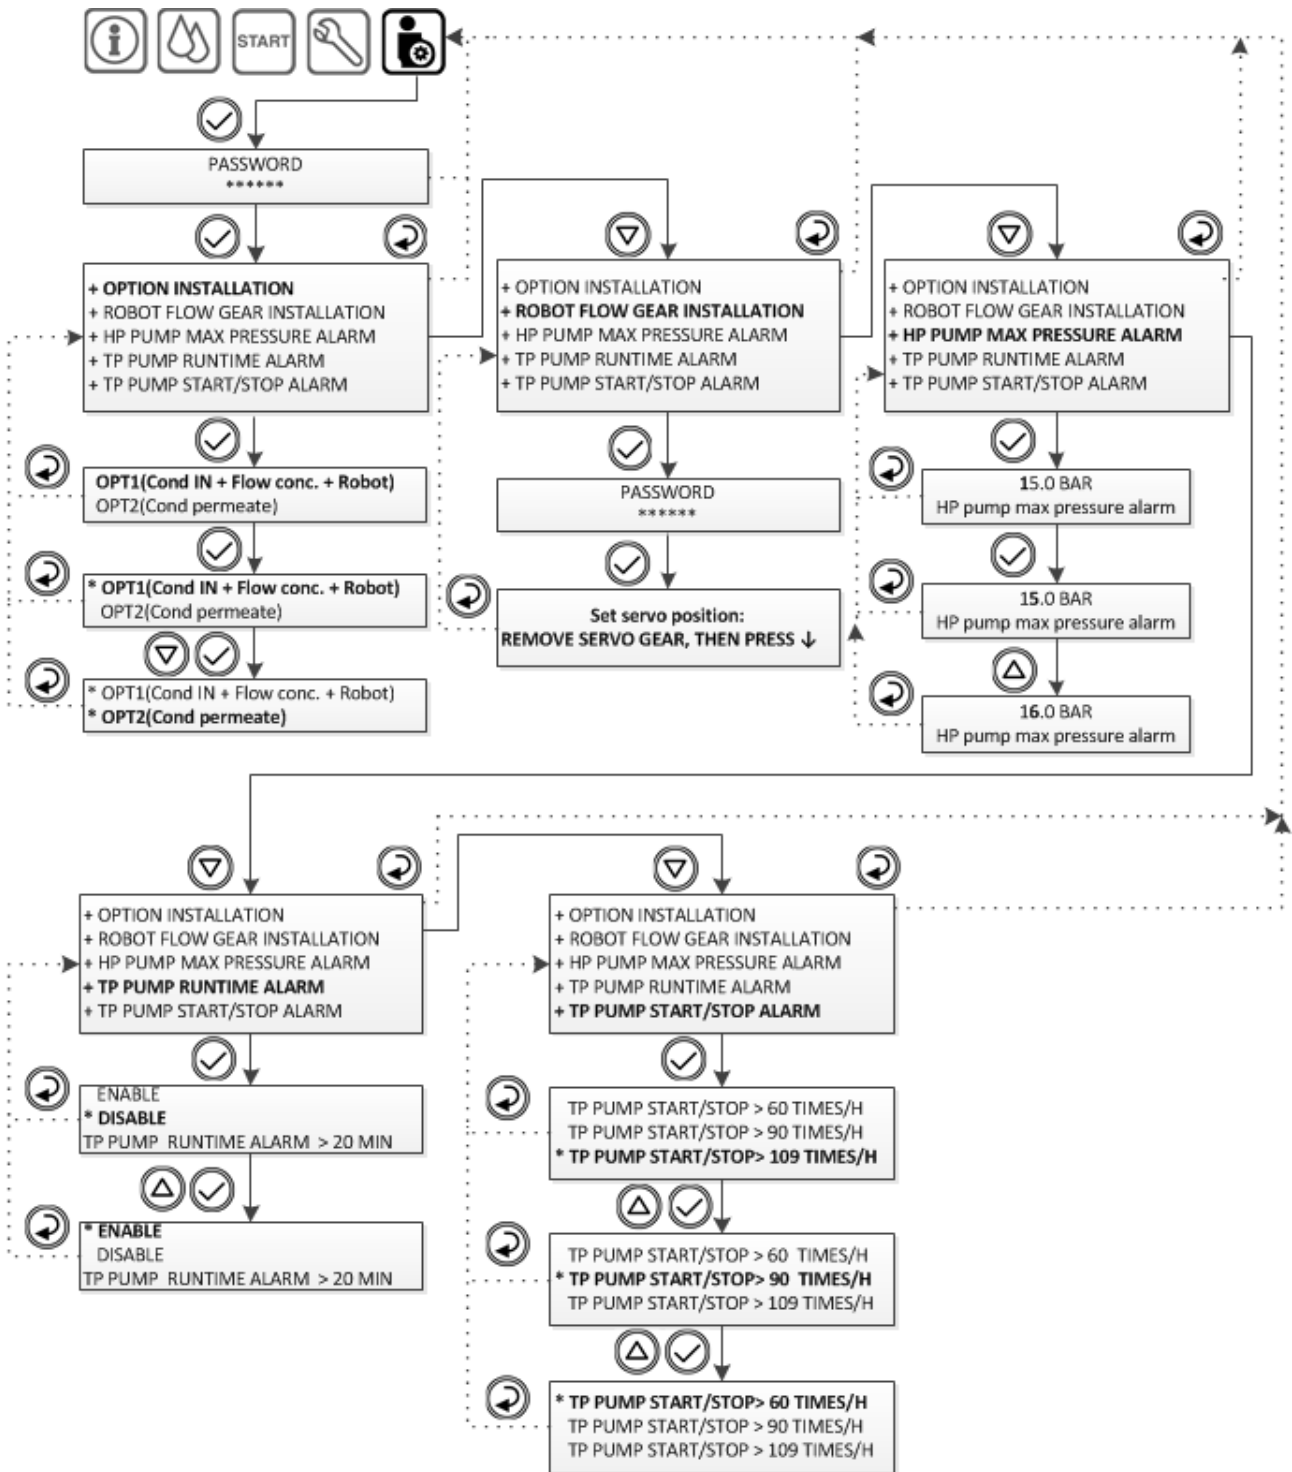 START
PASSWORD
******
+ OPTION INSTALLATION
+ ROBOT FLOW GEAR INSTALLATION
+ HP PUMP MAX PRESSURE ALARM
+ TP PUMP RUNTIME ALARM
+ TP PUMP START/STOP ALARM
OPT1(Cond IN + Flow conc. + Robot)
OPT2(Cond permeate)
* OPT1(Cond IN + Flow conc. + Robot)
OPT2(Cond permeate)
* OPT1(Cond IN + Flow conc. + Robot)
* OPT2(Cond permeate)
+ OPTION INSTALLATION
+ ROBOT FLOW GEAR INSTALLATION
+ HP PUMP MAX PRESSURE ALARM
+ TP PUMP RUNTIME ALARM
+ TP PUMP START/STOP ALARM
PASSWORD
******
Set servo position:
REMOVE SERVO GEAR, THEN PRESS ↓
+ OPTION INSTALLATION
+ ROBOT FLOW GEAR INSTALLATION
+ HP PUMP MAX PRESSURE ALARM
+ TP PUMP RUNTIME ALARM
+ TP PUMP START/STOP ALARM
15.0 BAR
HP pump max pressure alarm
15.0 BAR
HP pump max pressure alarm
16.0 BAR
HP pump max pressure alarm
+ OPTION INSTALLATION
+ ROBOT FLOW GEAR INSTALLATION
+ HP PUMP MAX PRESSURE ALARM
+ TP PUMP RUNTIME ALARM
+ TP PUMP START/STOP ALARM
ENABLE
* DISABLE
TP PUMP RUNTIME ALARM > 20 MIN
* ENABLE
DISABLE
TP PUMP RUNTIME ALARM > 20 MIN
+ OPTION INSTALLATION
+ ROBOT FLOW GEAR INSTALLATION
+ HP PUMP MAX PRESSURE ALARM
+ TP PUMP RUNTIME ALARM
+ TP PUMP START/STOP ALARM
TP PUMP START/STOP > 60 TIMES/H
TP PUMP START/STOP > 90 TIMES/H
* TP PUMP START/STOP> 109 TIMES/H
TP PUMP START/STOP > 60 TIMES/H
* TP PUMP START/STOP> 90 TIMES/H
TP PUMP START/STOP > 109 TIMES/H
* TP PUMP START/STOP> 60 TIMES/H
TP PUMP START/STOP > 90 TIMES/H
TP PUMP START/STOP > 109 TIMES/H